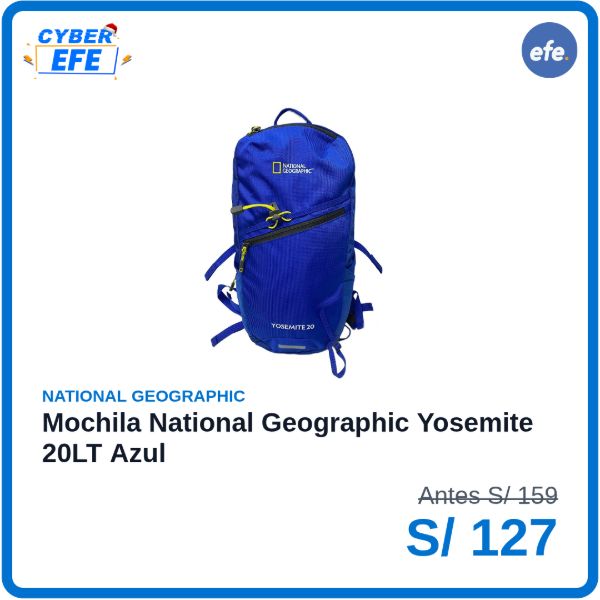 CYBER
EFE
efe.
NATIONAL
GEOGRAPHIC
YOSEMITE 20
NATIONAL GEOGRAPHIC
Mochila National Geographic Yosemite
20LT Azul
Antes S/ 159
S/ 127